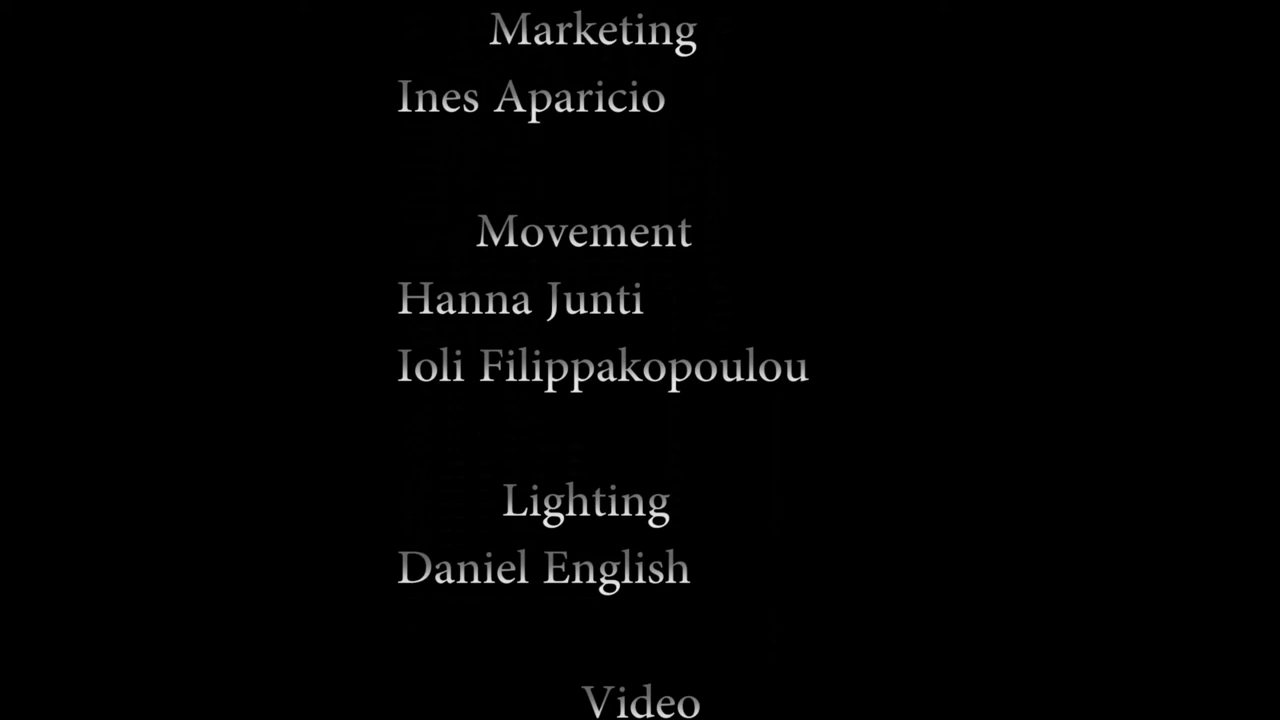 Marketing
Ines Aparicio
Movement
Hanna Junti
Ioli Filippakopoulou
Lighting
Daniel English
Video